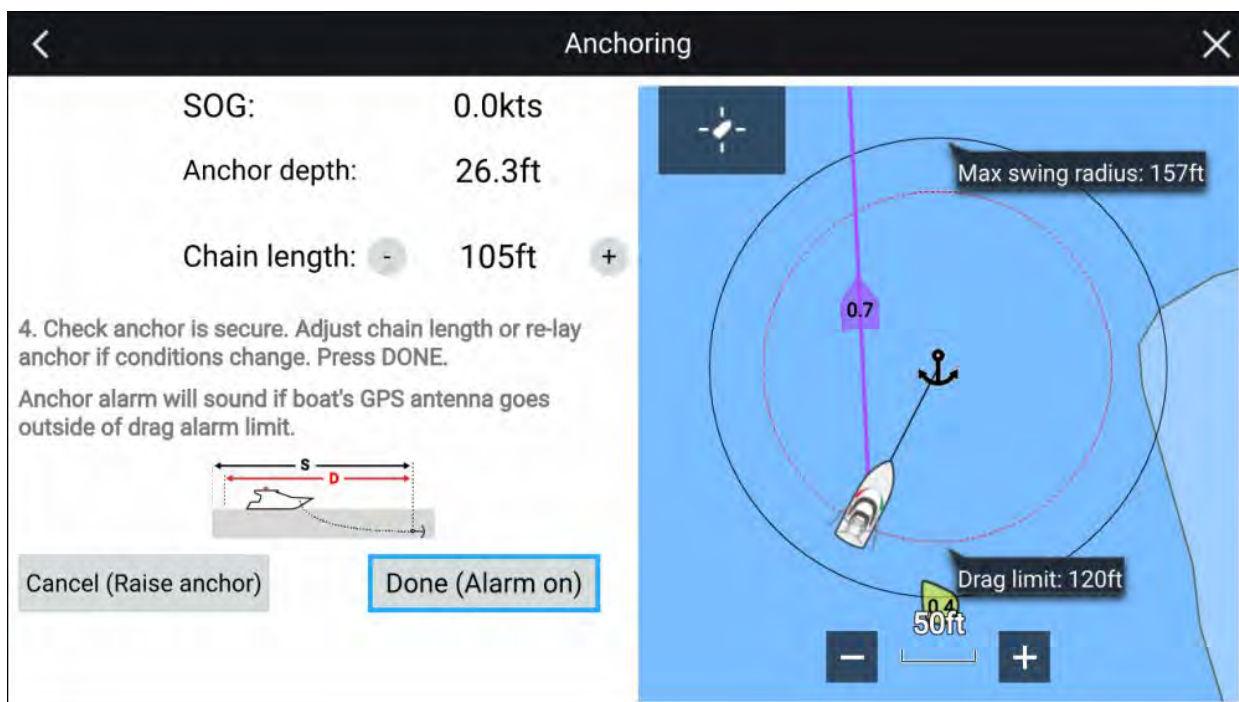 Anchoring
SOG: 0.0kts
Anchor depth: 26.3ft
Chain length: - 105ft +
4. Check anchor is secure. Adjust chain length or re-lay
anchor if conditions change. Press DONE.
Anchor alarm will sound if boat's GPS antenna goes
outside of drag alarm limit.
S
D
Cancel (Raise anchor)
Done (Alarm on)
Max swing radius: 157ft
0.7
Drag limit: 120ft
0.4
50ft